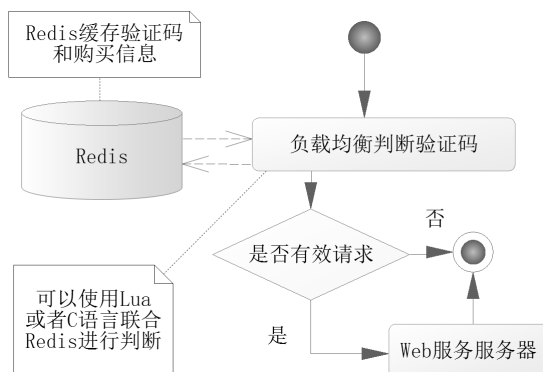 Redis缓存验证码
和购买信息
Redis
负载均衡判断验证码
否
是否有效请求
可以使用Lua
或者C语言联合
Redis进行判断
是
Web服务服务器